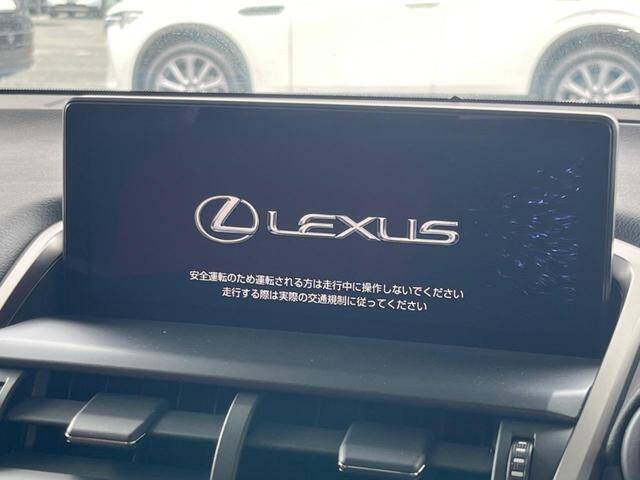 LEXUS
安全運転のため運転される方は走行中に操作しないでください
走行する際は実際の交通規制に従ってください